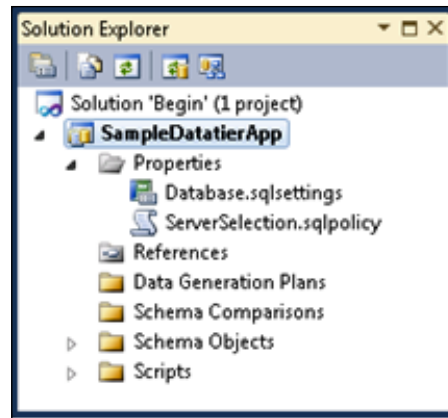 Solution Explorer
Solution 'Begin' (1 project)
SampleDatatierApp
Properties
Database.sqlsettings
ServerSelection.sqlpolicy
References
Data Generation Plans
Schema Comparisons
Schema Objects
Scripts